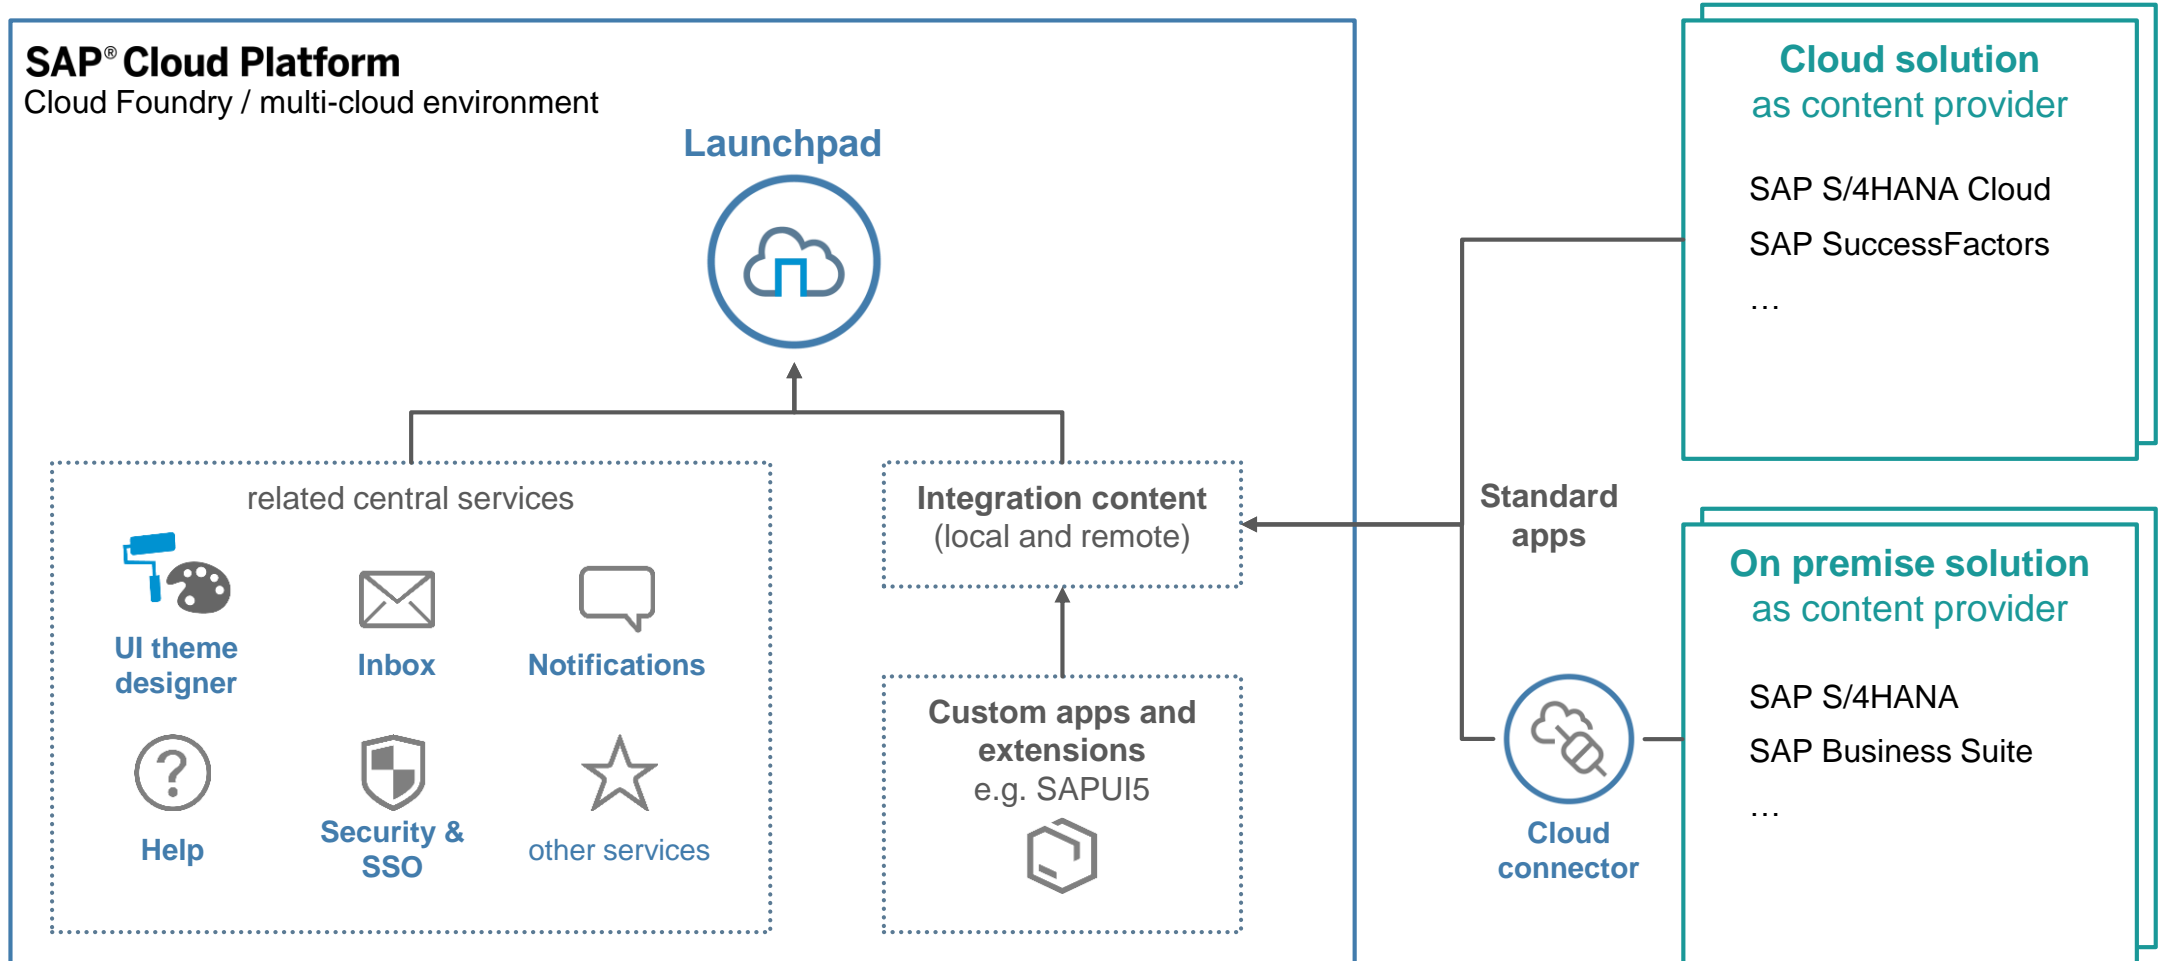 SAP® Cloud Platform
Cloud Foundry / multi-cloud environment
Launchpad
related central services
UI theme
designer
Inbox
Notifications
Help
Security &
SSO
other services
Integration content
(local and remote)
Custom apps and
extensions
e.g. SAPUI5
Standard
apps
Cloud
connector
Cloud solution
as content provider
SAP S/4HANA Cloud
SAP SuccessFactors
…
On premise solution
as content provider
SAP S/4HANA
SAP Business Suite
…